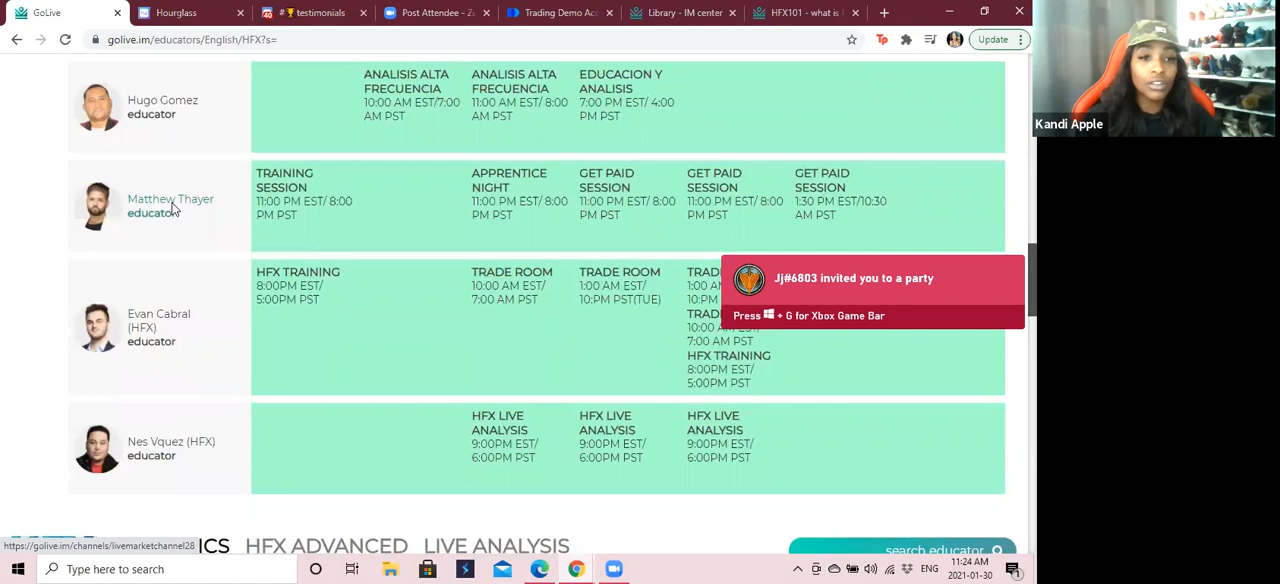 GoLive
Hourglass
#🏆testimonials
Post Attendee - Z
Trading Demo Acc
Library - IM center
HFX101 - what is
golive.im/educators/English/HFX?s=
Update
Kandi Apple
Hugo Gomez
educator
ANALISIS ALTA
FRECUENCIA
10:00 AM EST/7:00
AM PST
ANALISIS ALTA
FRECUENCIA
11:00 AM EST/ 8:00
AM PST
EDUCACION Y
ANALISIS
7:00 PM EST/ 4:00
PM PST
Matthew Thayer
educator
TRAINING
SESSION
11:00 PM EST/ 8:00
PM PST
APPRENTICE
NIGHT
11:00 PM EST/ 8:00
PM PST
GET PAID
SESSION
11:00 PM EST/ 8:00
PM PST
GET PAID
SESSION
11:00 PM EST/ 8:00
PM PST
GET PAID
SESSION
1:30 PM EST/10:30
AM PST
Evan Cabral
(HFX)
educator
HFX TRAINING
8:00PM EST/
5:00PM PST
TRADE ROOM
10:00 AM EST/
7:00 AM PST
TRADE ROOM
1:00 AM EST/
10:PM PST(TUE)
TRAD
1:00 A
10:PM
TRAD
10:00 AM EST/
7:00 AM PST
HFX TRAINING
8:00PM EST/
5:00PM PST
Jj#6803 invited you to a party
Press + G for Xbox Game Bar
Nes Vquez (HFX)
educator
HFX LIVE
ANALYSIS
9:00PM EST/
6:00PM PST
HFX LIVE
ANALYSIS
9:00PM EST/
6:00PM PST
HFX LIVE
ANALYSIS
9:00PM EST/
6:00PM PST
https://golive.im/channels/livemarketchannel28
ICS HFX ADVANCED LIVE ANALYSIS
search educator
Type here to search
ENG
11:24 AM
2021-01-30